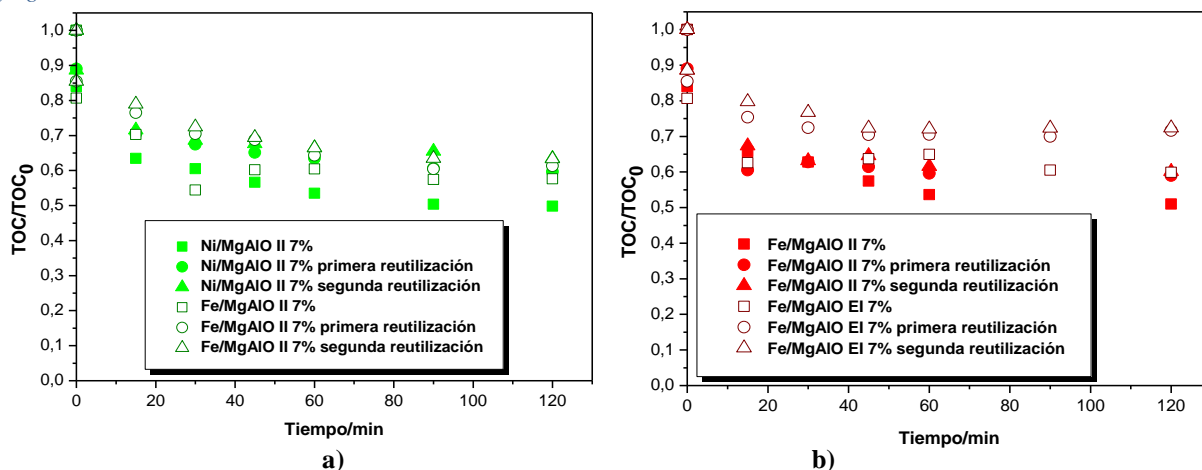 1,0
0,9
0,8
0,7
0,6
0,5
0,4
0,3
0,2
0,1
0,0
TOC/TOC0
Ni/MgAlO II 7%
Ni/MgAlO II 7% primera reutilización
Ni/MgAlO II 7% segunda reutilización
Fe/MgAlO II 7%
Fe/MgAlO II 7% primera reutilización
Fe/MgAlO II 7% segunda reutilización
0 20 40 60 80 100 120
Tiempo/min
a)
1,0
0,9
0,8
0,7
0,6
0,5
0,4
0,3
0,2
0,1
0,0
TOC/TOC0
Fe/MgAlO II 7%
Fe/MgAlO II 7% primera reutilización
Fe/MgAlO II 7% segunda reutilización
Fe/MgAlO EI 7%
Fe/MgAlO EI 7% primera reutilización
Fe/MgAlO EI 7% segunda reutilización
0 20 40 60 80 100 120
Tiempo/min
b)